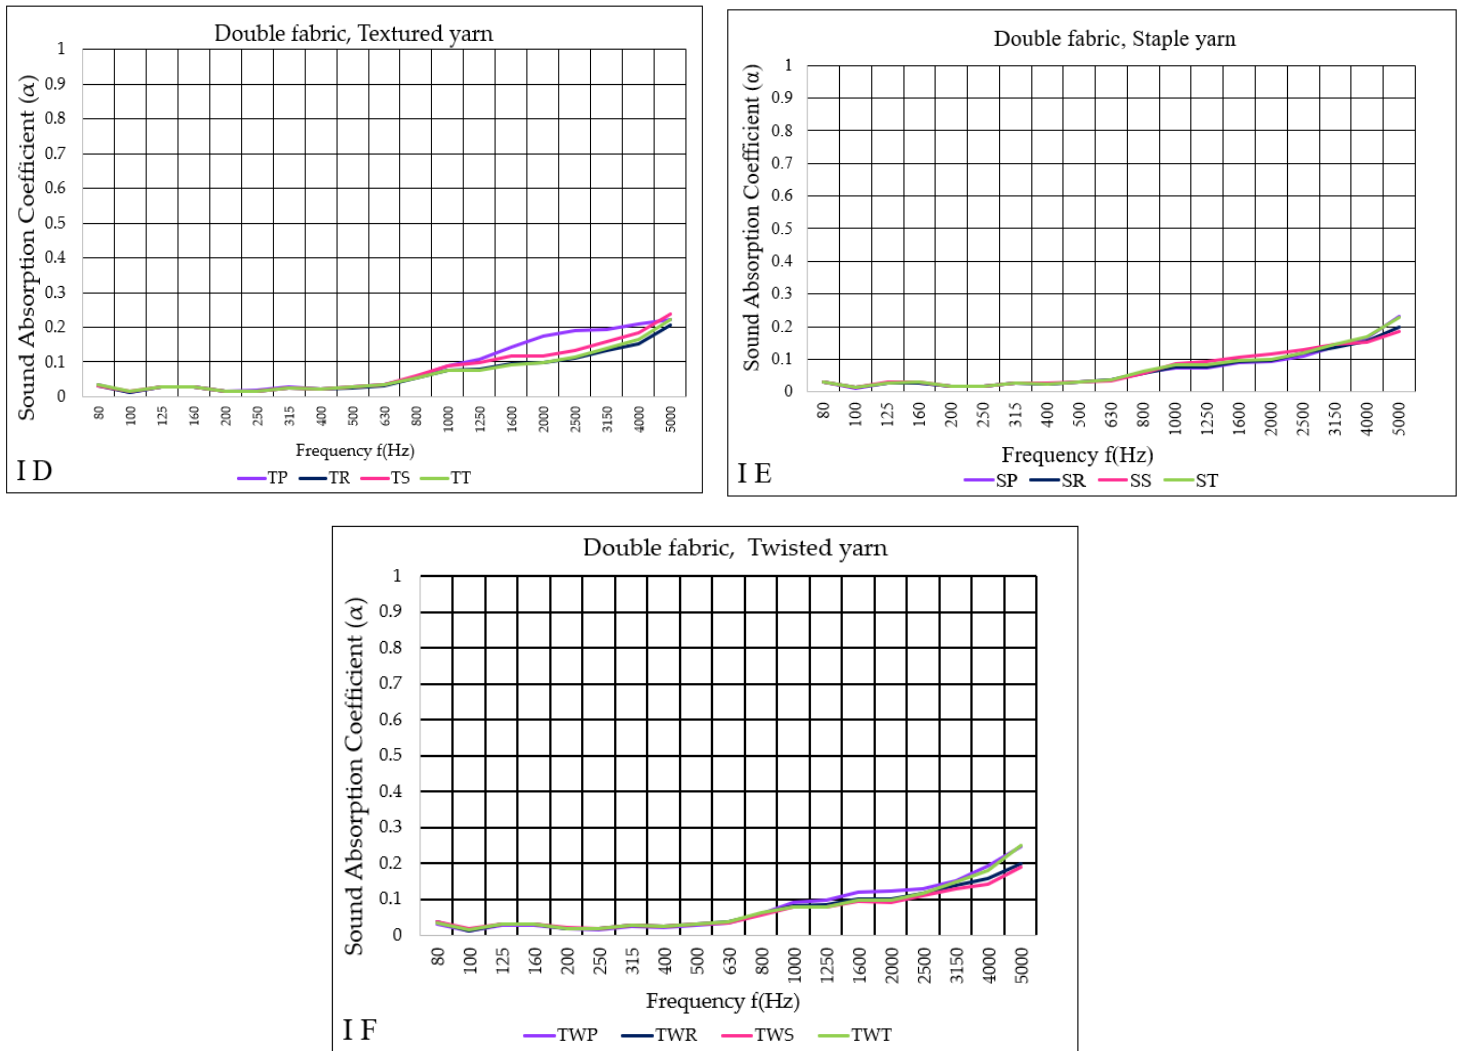 Double fabric, Textured yarn
Sound Absorption Coefficient (α)
1
0.9
0.8
0.7
0.6
0.5
0.4
0.3
0.2
0.1
0
80 100 125 160 200 250 315 400 500 630 800 1000 1250 1600 2000 2500 3150 4000 5000
Frequency f(Hz)
I D
TP TR TS TT
Double fabric, Staple yarn
Sound Absorption Coefficient (α)
1
0.9
0.8
0.7
0.6
0.5
0.4
0.3
0.2
0.1
0
80 100 125 160 200 250 315 400 500 630 800 1000 1250 1600 2000 2500 3150 4000 5000
Frequency f(Hz)
I E
SP SR SS ST
Double fabric, Twisted yarn
Sound Absorption Coefficient (α)
1
0.9
0.8
0.7
0.6
0.5
0.4
0.3
0.2
0.1
0
80 100 125 160 200 250 315 400 500 630 800 1000 1250 1600 2000 2500 3150 4000 5000
Frequency f(Hz)
I F
TWP TWR TWS TWT